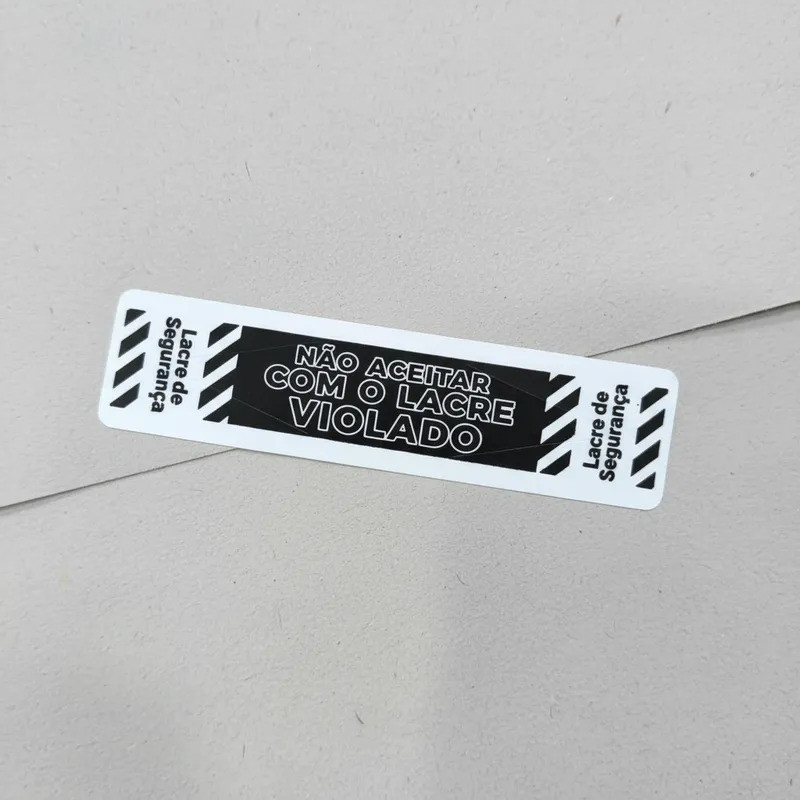 Lacre de
Segurança
NÃO ACEITAR
COM O LACRE
VIOLADO
Lacre de
Segurança